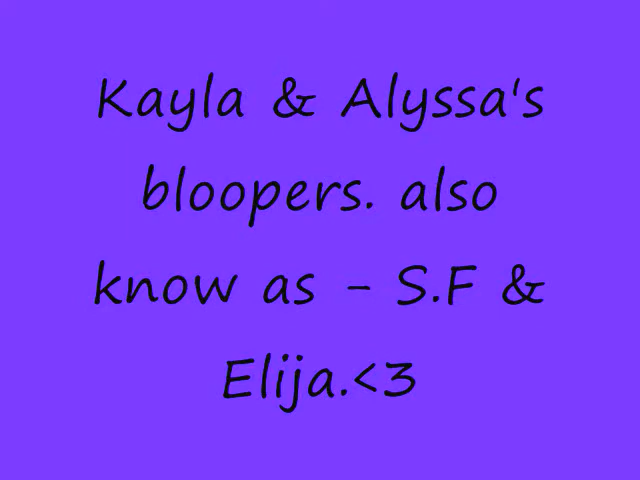 Kayla & Alyssa's
bloopers. also
know as - S.F &
Elija.<3